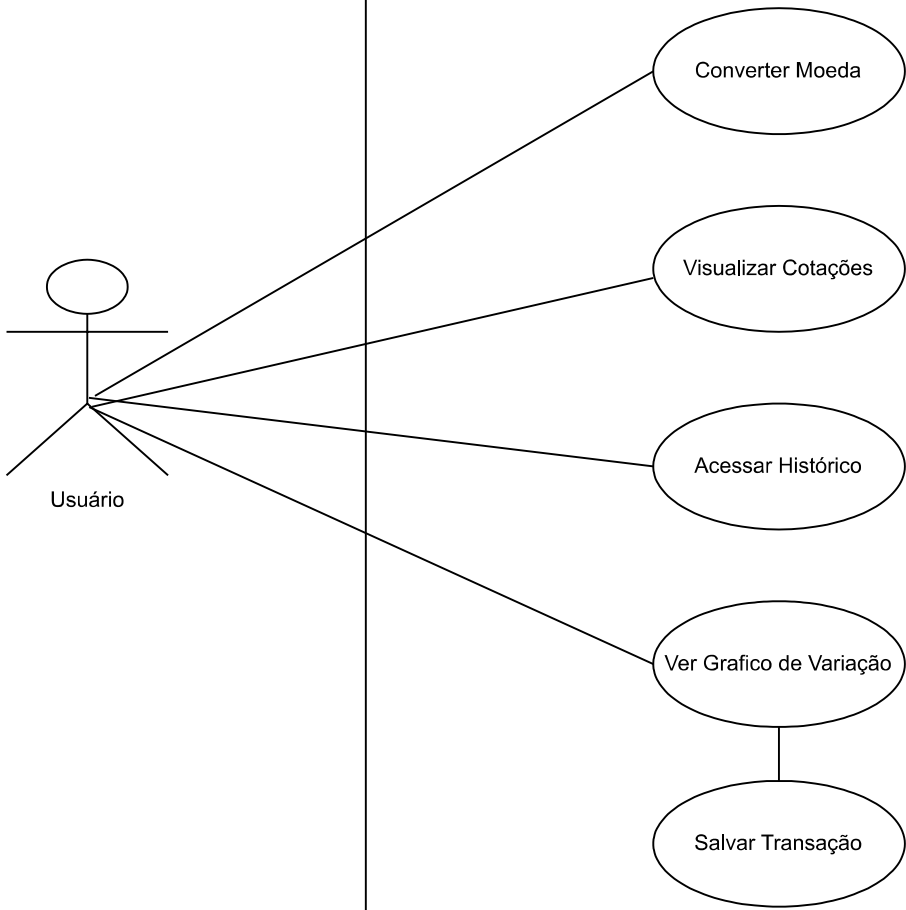 Converter Moeda
Visualizar Cotações
Acessar Histórico
Usuário
Ver Grafico de Variação
Salvar Transação